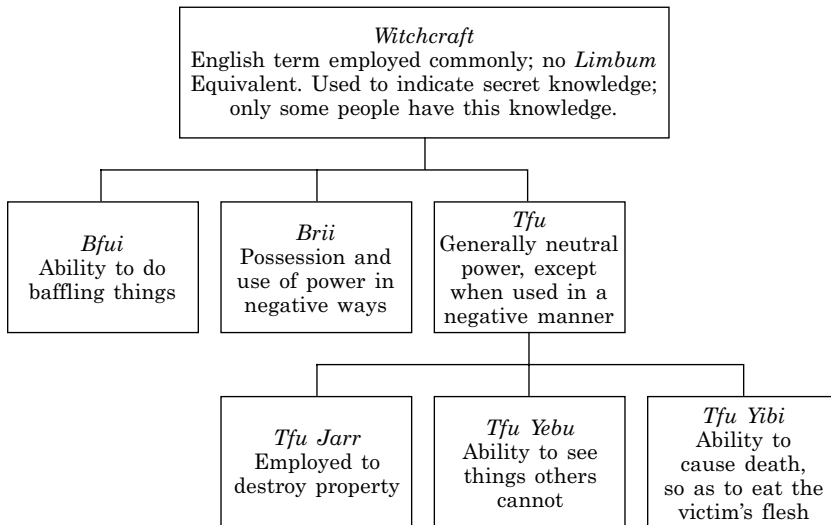 Witchcraft
English term employed commonly; no Limbum
Equivalent. Used to indicate secret knowledge;
only some people have this knowledge.
Bfui
Ability to do
baffling things
Brii
Possession and
use of power in
negative ways
Tfu
Generally neutral
power, except
when used in a
negative manner
Tfu Jarr
Employed to
destroy property
Tfu Yebu
Ability to see
things others
cannot
Tfu Yibi
Ability to
cause death,
so as to eat the
victim's flesh